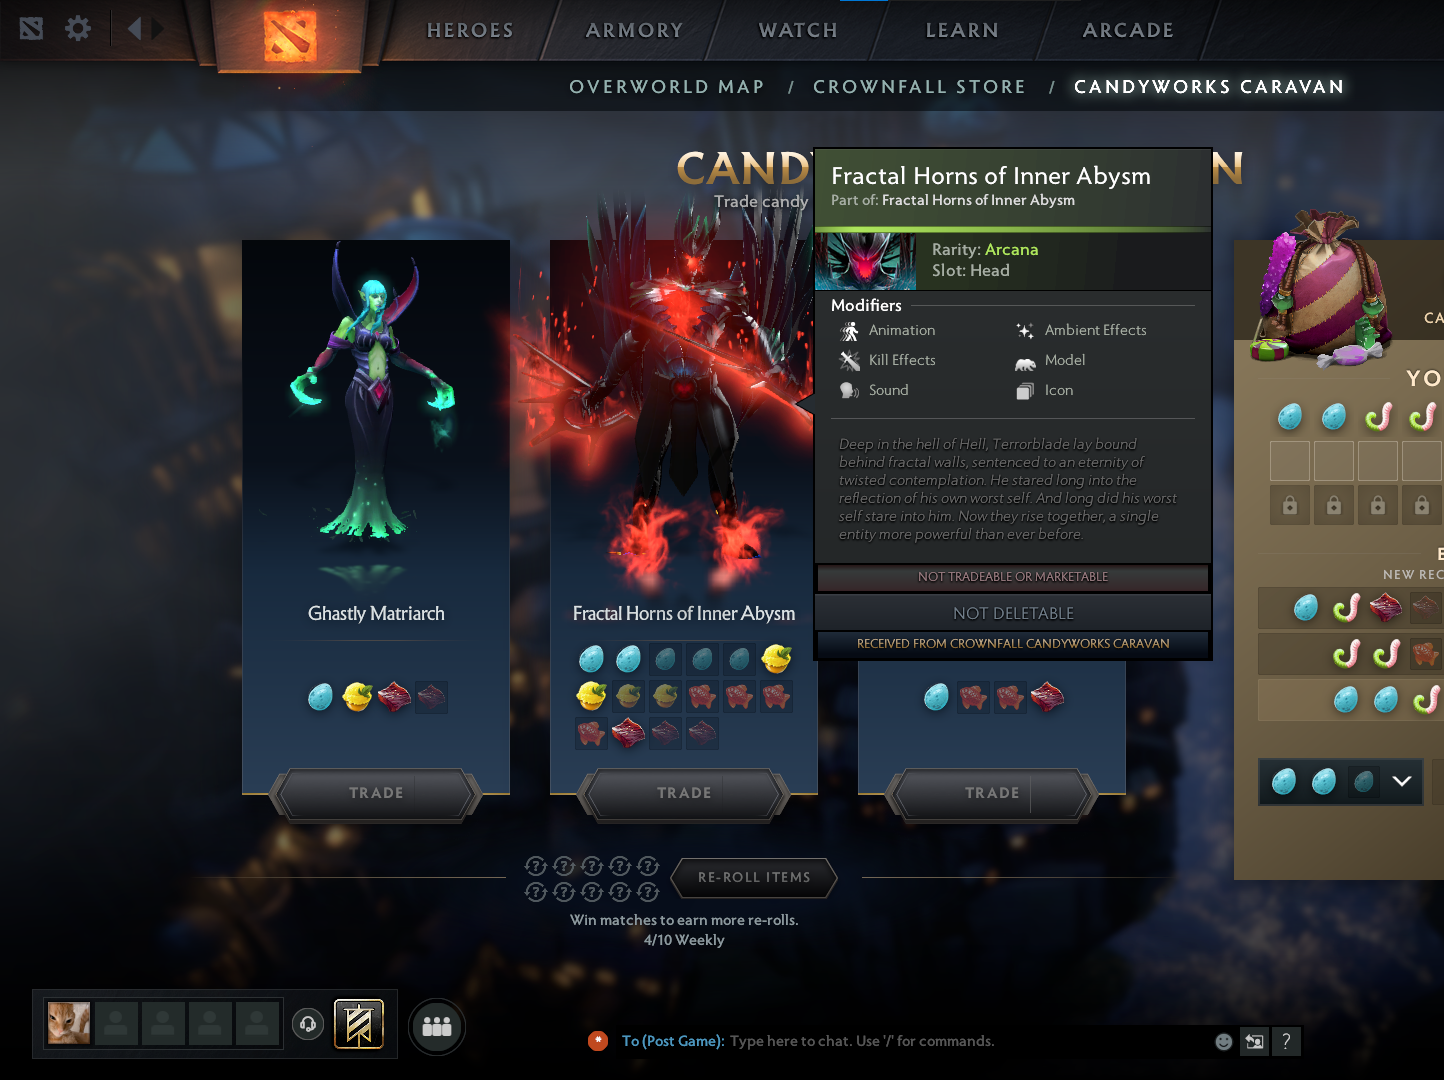 HEROES
ARMORY
WATCH
LEARN
ARCADE
OVERWORLD MAP / CROWNFALL STORE / CANDYWORKS CARAVAN
CAND
N
Trade candy
Fractal Horns of Inner Abysm
Part of: Fractal Horns of Inner Abysm
Rarity: Arcana
Slot: Head
Modifiers
Animation
Ambient Effects
Kill Effects
Model
Sound
Icon
Deep in the hell of Hell, Terrorblade lay bound
behind fractal walls, sentenced to an eternity of
twisted contemplation. He stared long into the
reflection of his own worst self. And long did his worst
self stare into him. Now they rise together, a single
entity more powerful than ever before.
NOT TRADEABLE OR MARKETABLE
NOT DELETABLE
RECEIVED FROM CROWNFALL CANDYWORKS CARAVAN
Ghastly Matriarch
Fractal Horns of Inner Abysm
TRADE
TRADE
TRADE
CA
YO
NEW REC
RE-ROLL ITEMS
Win matches to earn more re-rolls.
4/10 Weekly
To (Post Game): Type here to chat. Use '/' for commands.
?